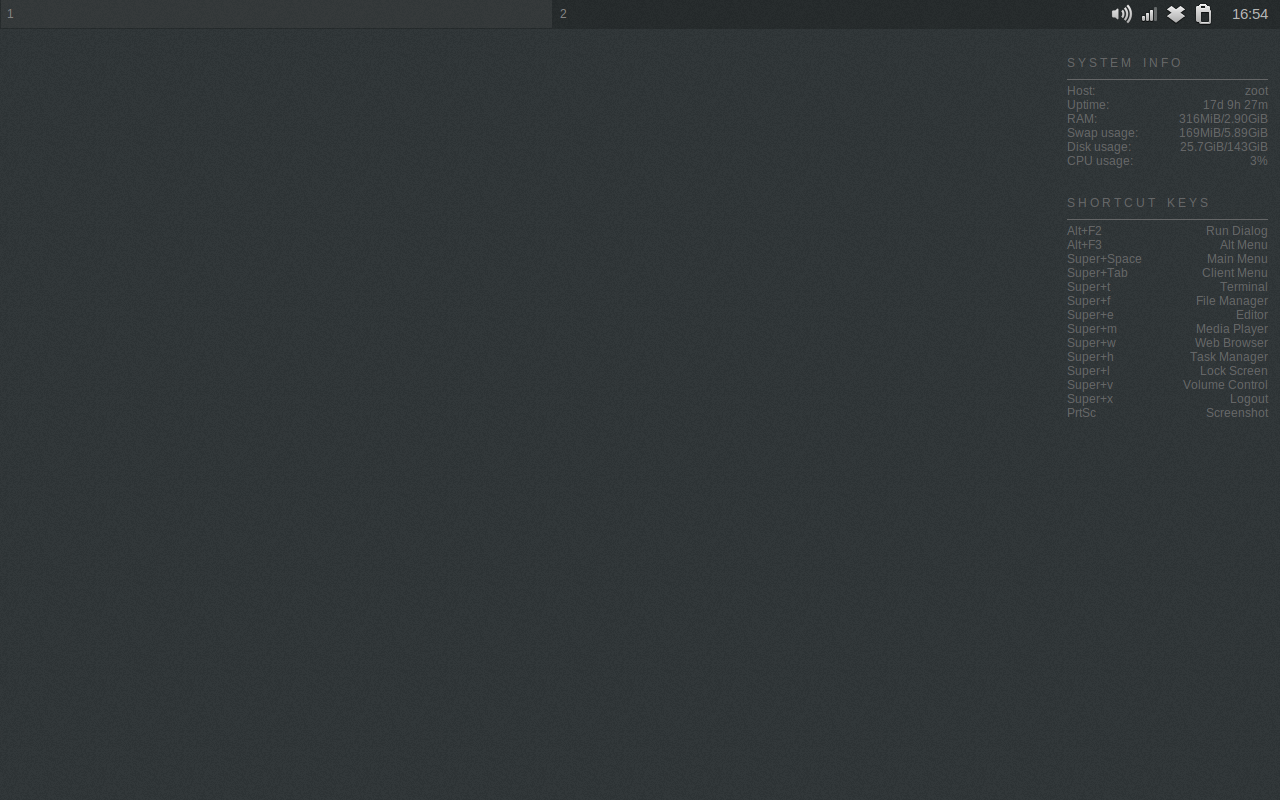 1 2 16:54
SYSTEM INFO
Host: zoot
Uptime: 17d 9h 27m
RAM: 316MiB/2.90GiB
Swap usage: 169MiB/5.89GiB
Disk usage: 25.7GiB/143GiB
CPU usage: 3%
SHORTCUT KEYS
Alt+F2 Run Dialog
Alt+F3 Alt Menu
Super+Space Main Menu
Super+Tab Client Menu
Super+t Terminal
Super+f File Manager
Super+e Editor
Super+m Media Player
Super+w Web Browser
Super+h Task Manager
Super+l Lock Screen
Super+v Volume Control
Super+x Logout
PrtSc Screenshot